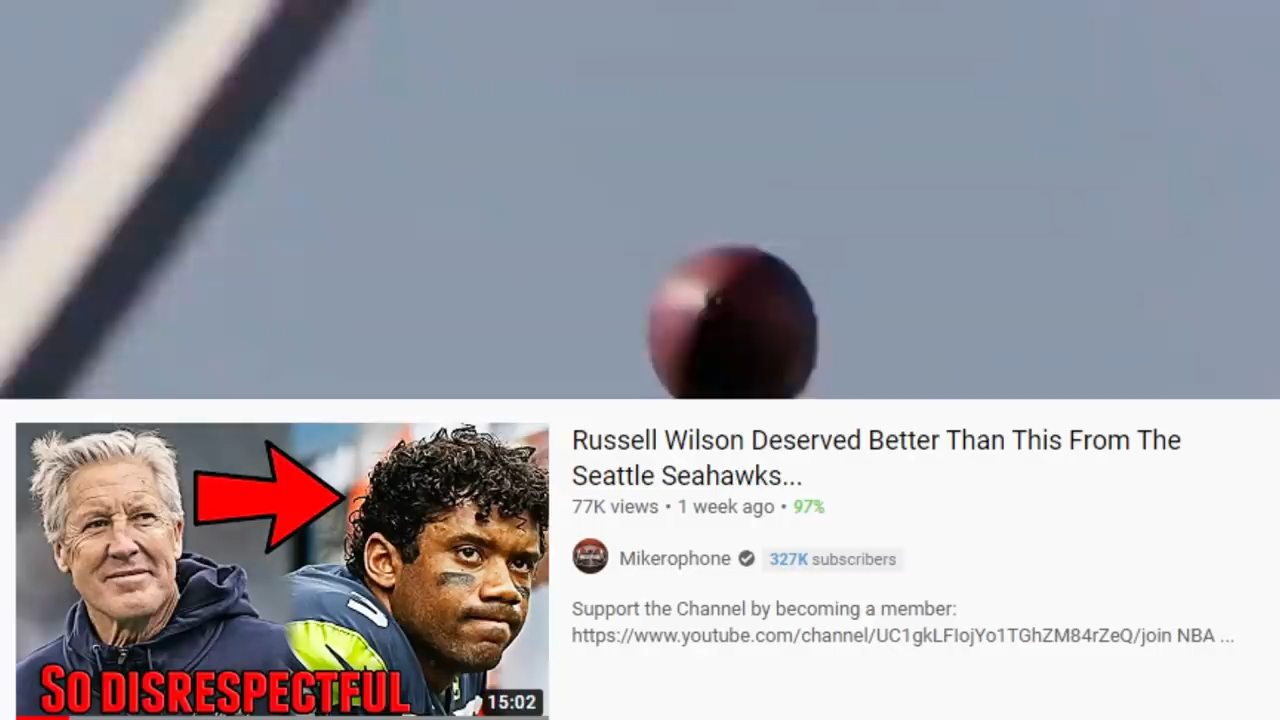 Russell Wilson Deserved Better Than This From The
Seattle Seahawks...
77K views • 1 week ago • 97%
Mikerophone
327K subscribers
Support the Channel by becoming a member:
https://www.youtube.com/channel/UC1gkLFIojYo1TGhZM84rZeQ/join NBA ...
SO DISRESPECTFUL
15:02